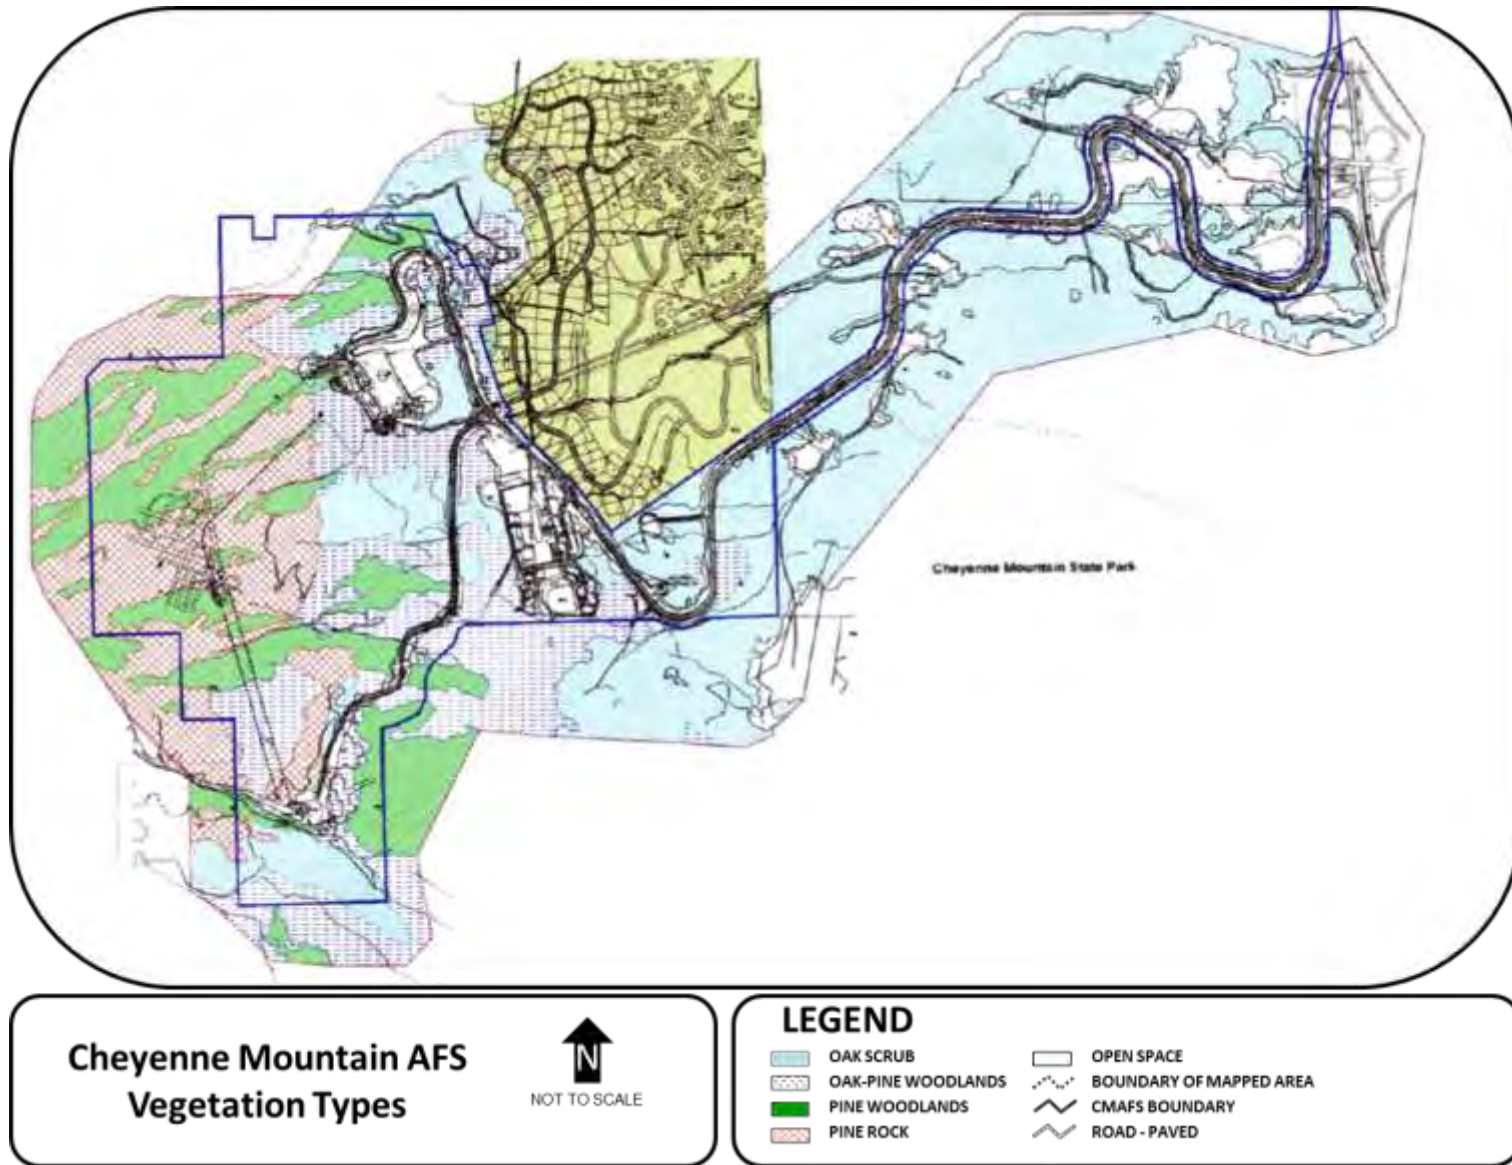 Cheyenne Mountain State Park
Cheyenne Mountain AFS
Vegetation Types
N
NOT TO SCALE
LEGEND
OAK SCRUB
OAK-PINE WOODLANDS
PINE WOODLANDS
PINE ROCK
OPEN SPACE
BOUNDARY OF MAPPED AREA
CMAFS BOUNDARY
ROAD - PAVED